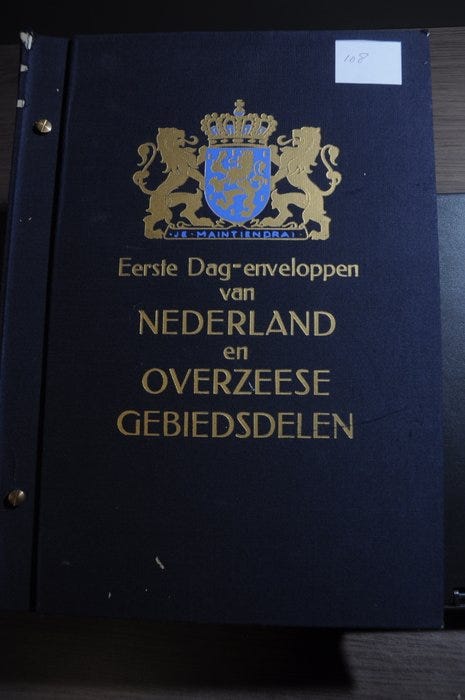 108
JE·MAINTIENDRAI·
Eerste Dag-enveloppen
van
NEDERLAND
en
OVERZEESE
GEBIEDSDELEN